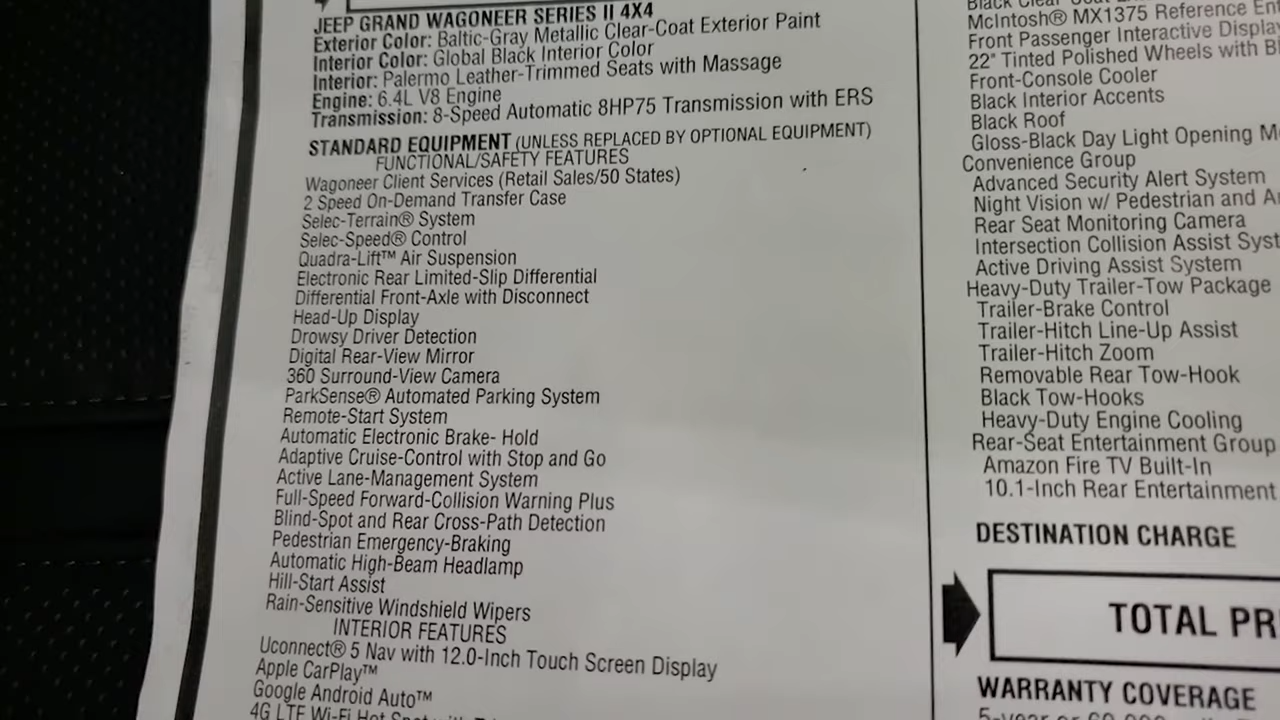 JEEP GRAND WAGONEER SERIES II 4X4
Exterior Color: Baltic-Gray Metallic Clear-Coat Exterior Paint
Interior Color: Global Black Interior Color
Interior: Palermo Leather-Trimmed Seats with Massage
Engine: 6.4L V8 Engine
Transmission: 8-Speed Automatic 8HP75 Transmission with ERS
STANDARD EQUIPMENT (UNLESS REPLACED BY OPTIONAL EQUIPMENT)
FUNCTIONAL/SAFETY FEATURES
Wagoneer Client Services (Retail Sales/50 States)
2 Speed On-Demand Transfer Case
Selec-Terrain® System
Selec-Speed® Control
Quadra-Lift™ Air Suspension
Electronic Rear Limited-Slip Differential
Differential Front-Axle with Disconnect
Head-Up Display
Drowsy Driver Detection
Digital Rear-View Mirror
360 Surround-View Camera
ParkSense® Automated Parking System
Remote-Start System
Automatic Electronic Brake- Hold
Adaptive Cruise-Control with Stop and Go
Active Lane-Management System
Full-Speed Forward-Collision Warning Plus
Blind-Spot and Rear Cross-Path Detection
Pedestrian Emergency-Braking
Automatic High-Beam Headlamp
Hill-Start Assist
Rain-Sensitive Windshield Wipers
INTERIOR FEATURES
Uconnect® 5 Nav with 12.0-Inch Touch Screen Display
Apple CarPlay™
Google Android Auto™
4G LTE Wi-Fi Hot Spot with
McIntosh® MX1375 Reference
Front Passenger Interactive
22" Tinted Polished Wheels with
Front-Console Cooler
Black Interior Accents
Black Roof
Gloss-Black Day Light Opening
Convenience Group
Advanced Security Alert System
Night Vision w/ Pedestrian and
Rear Seat Monitoring Camera
Intersection Collision Assist
Active Driving Assist System
Heavy-Duty Trailer-Tow Package
Trailer-Brake Control
Trailer-Hitch Line-Up Assist
Trailer-Hitch Zoom
Removable Rear Tow-Hook
Black Tow-Hooks
Heavy-Duty Engine Cooling
Rear-Seat Entertainment Group
Amazon Fire TV Built-In
10.1-Inch Rear Entertainment
DESTINATION CHARGE
TOTAL
WARRANTY COVERAGE